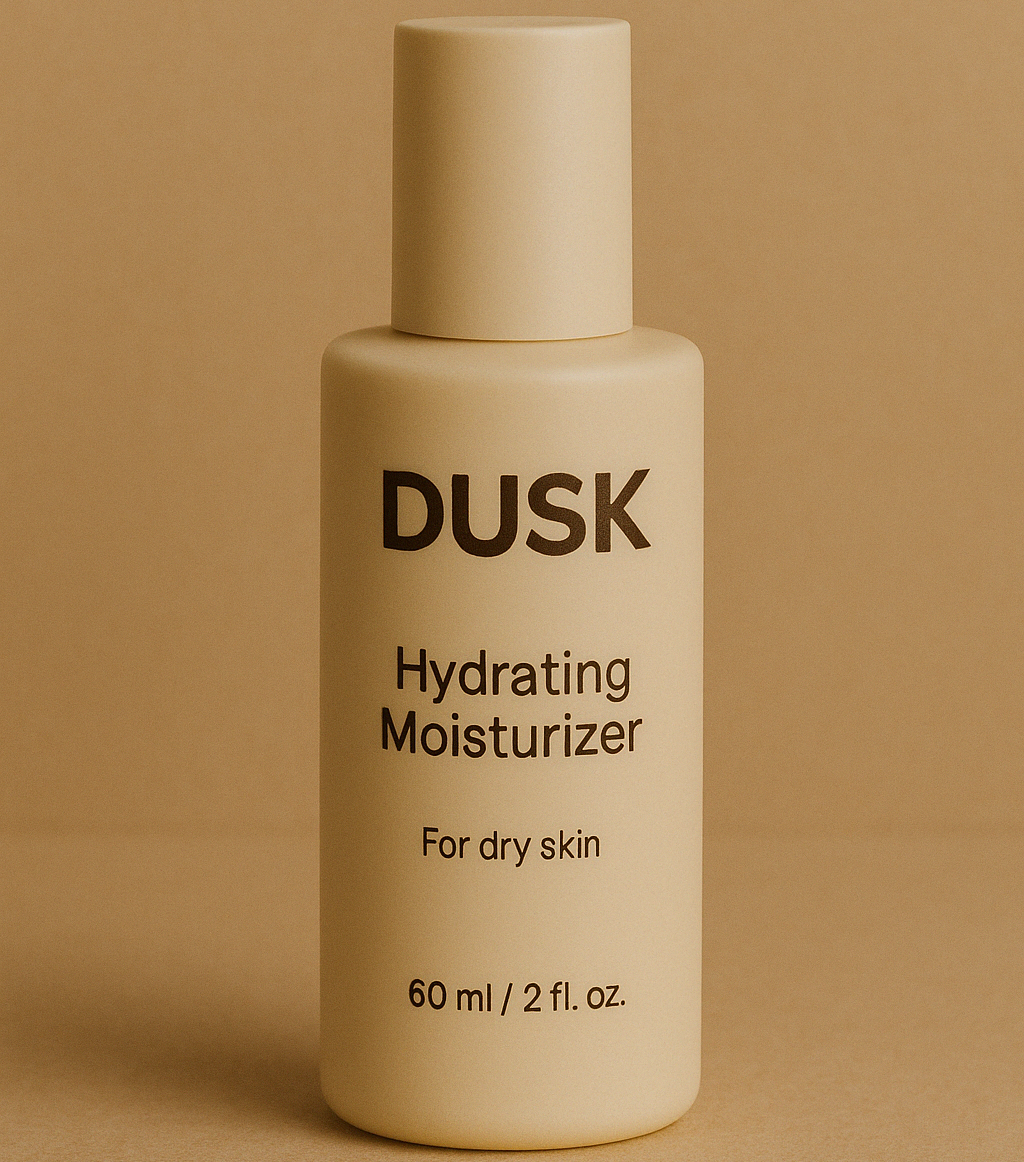 DUSK
Hydrating
Moisturizer
For dry skin
60 ml / 2 fl. oz.